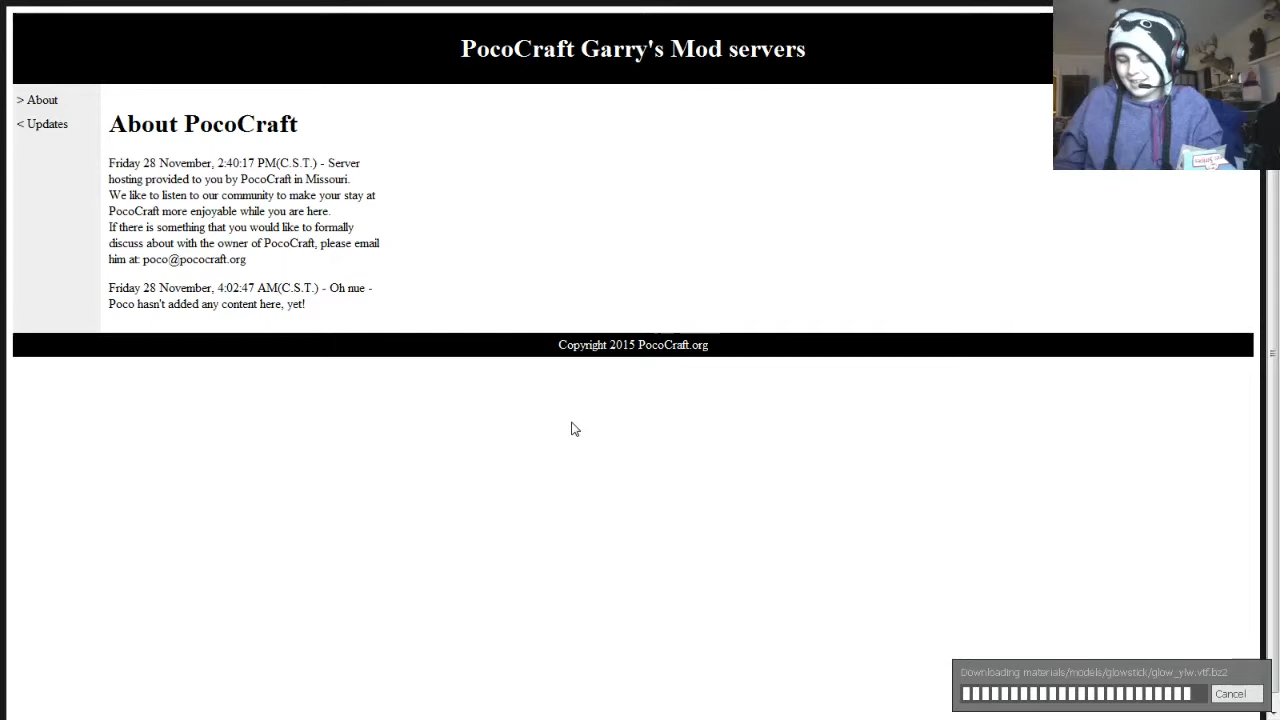 PocoCraft Garry's Mod servers
> About
< Updates
About PocoCraft
Friday 28 November, 2:40:17 PM(C.S.T.) - Server
hosting provided to you by PocoCraft in Missouri.
We like to listen to our community to make your stay at
PocoCraft more enjoyable while you are here.
If there is something that you would like to formally
discuss about with the owner of PocoCraft, please email
him at: poco@pococraft.org
Friday 28 November, 4:02:47 AM(C.S.T.) - Oh nue -
Poco hasn't added any content here, yet!
Copyright 2015 PocoCraft.org
Downloading materials/models/glowstick/glow_ylw.vtf.bz2
Cancel